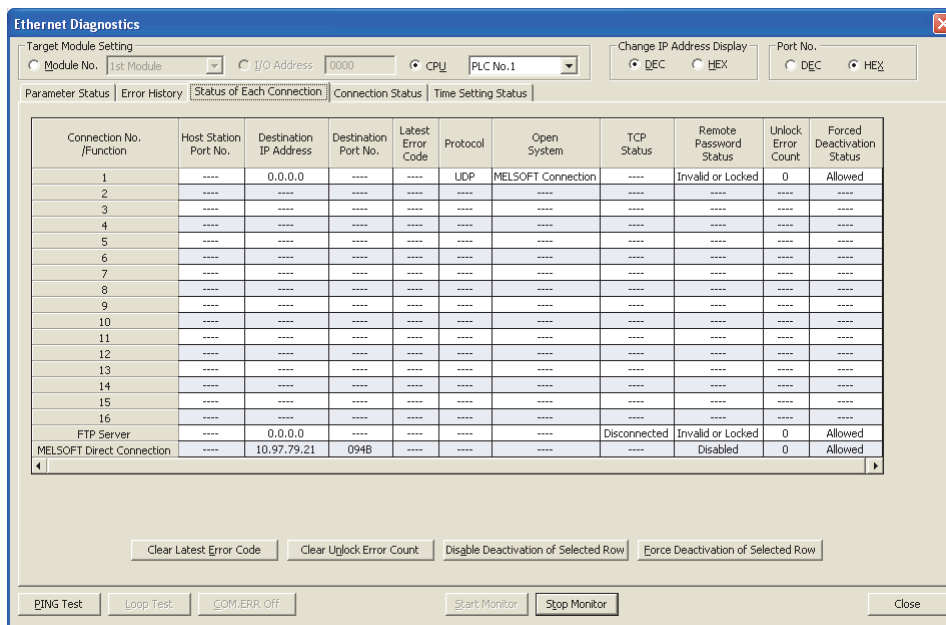 Ethernet Diagnostics
Target Module Setting Change IP Address Display Port No.
Module No. 1st Module I/O Address 0000 CPU PLC No.1 DEC HEX DEC HEX
Parameter Status Error History Status of Each Connection Connection Status Time Setting Status
Connection No. /Function Host Station Port No. Destination IP Address Destination Port No. Latest Error Code Protocol Open System TCP Status Remote Password Status Unlock Error Count Forced Deactivation Status
1 ---- 0.0.0.0 ---- ---- UDP MELSOFT Connection ---- Invalid or Locked 0 Allowed
2 ---- ---- ---- ---- ---- ---- ---- ---- ---- ----
3 ---- ---- ---- ---- ---- ---- ---- ---- ---- ----
4 ---- ---- ---- ---- ---- ---- ---- ---- ---- ----
5 ---- ---- ---- ---- ---- ---- ---- ---- ---- ----
6 ---- ---- ---- ---- ---- ---- ---- ---- ---- ----
7 ---- ---- ---- ---- ---- ---- ---- ---- ---- ----
8 ---- ---- ---- ---- ---- ---- ---- ---- ---- ----
9 ---- ---- ---- ---- ---- ---- ---- ---- ---- ----
10 ---- ---- ---- ---- ---- ---- ---- ---- ---- ----
11 ---- ---- ---- ---- ---- ---- ---- ---- ---- ----
12 ---- ---- ---- ---- ---- ---- ---- ---- ---- ----
13 ---- ---- ---- ---- ---- ---- ---- ---- ---- ----
14 ---- ---- ---- ---- ---- ---- ---- ---- ---- ----
15 ---- ---- ---- ---- ---- ---- ---- ---- ---- ----
16 ---- ---- ---- ---- ---- ---- ---- ---- ---- ----
FTP Server ---- 0.0.0.0 ---- ---- ---- ---- Disconnected Invalid or Locked 0 Allowed
MELSOFT Direct Connection ---- 10.97.79.21 094B ---- ---- ---- ---- Disabled 0 Allowed
Clear Latest Error Code Clear Unlock Error Count Disable Deactivation of Selected Row Force Deactivation of Selected Row
PING Test Loop Test COM.ERR Off Start Monitor Stop Monitor Close